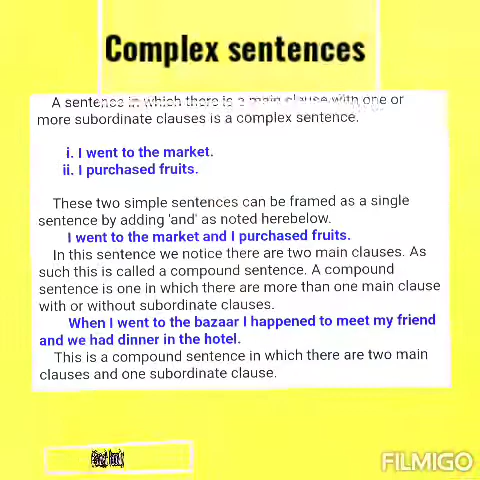 Complex sentences
A sentence in which there is a main clause with one or
more subordinate clauses is a complex sentence.
i. I went to the market.
ii. I purchased fruits.
These two simple sentences can be framed as a single
sentence by adding 'and' as noted herebelow.
I went to the market and I purchased fruits.
In this sentence we notice there are two main clauses. As
such this is called a compound sentence. A compound
sentence is one in which there are more than one main clause
with or without subordinate clauses.
When I went to the bazaar I happened to meet my friend
and we had dinner in the hotel.
This is a compound sentence in which there are two main
clauses and one subordinate clause.
FILMIGO